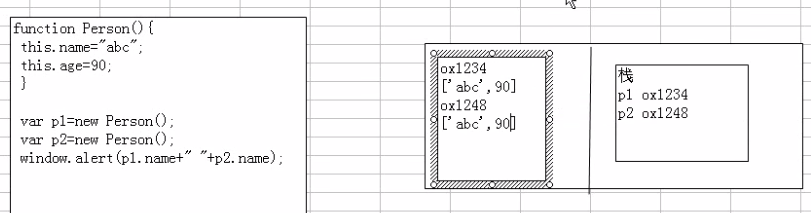 function Person(){
this.name="abc";
this.age=90;
}
var p1=new Person();
var p2=new Person();
window.alert(p1.name+" "+p2.name);
ox1234
['abc',90]
ox1248
['abc',90]
栈
p1 ox1234
p2 ox1248